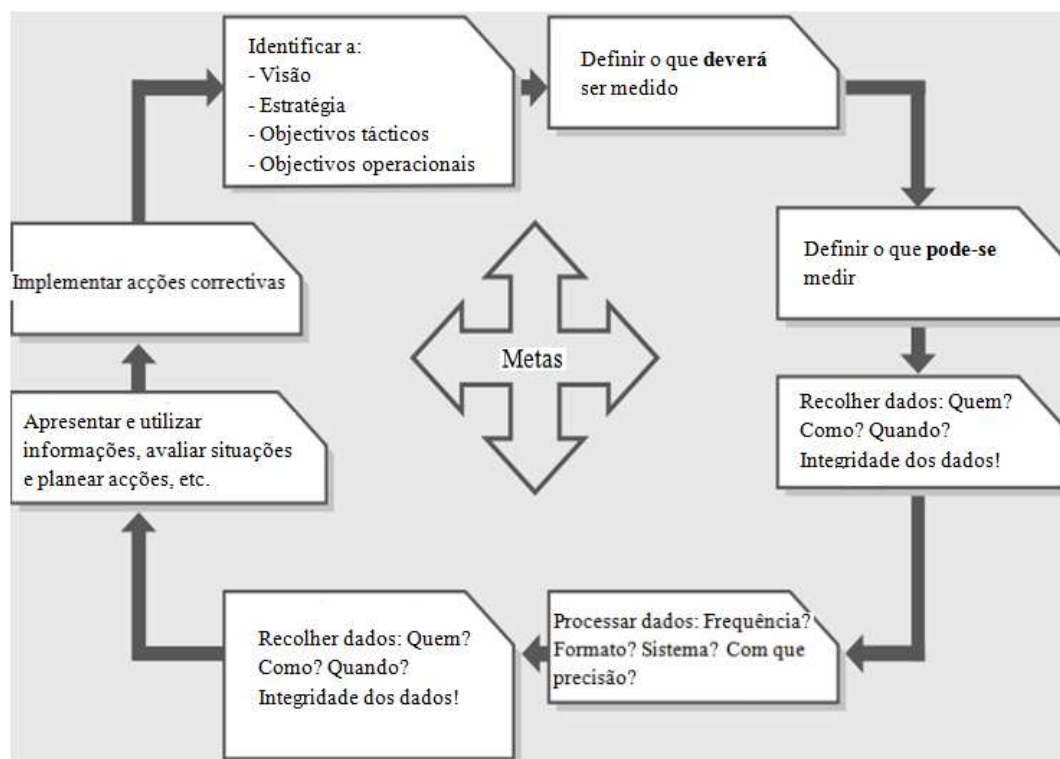 Identificar a:
- Visão
- Estratégia
- Objectivos tácticos
- Objectivos operacionais
Definir o que deverá
ser medido
Definir o que pode-se
medir
Recolher dados: Quem?
Como? Quando?
Integridade dos dados!
Processar dados: Frequência?
Formato? Sistema? Com que
precisão?
Recolher dados: Quem?
Como? Quando?
Integridade dos dados!
Apresentar e utilizar
informações, avaliar situações
e planear acções, etc.
Implementar acções correctivas
Metas